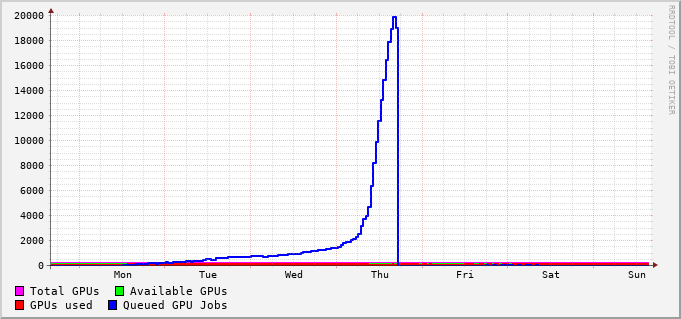 20000
18000
16000
14000
12000
10000
8000
6000
4000
2000
0
Mon Tue Wed Thu Fri Sat Sun
Total GPUs Available GPUs
GPUs used Queued GPU Jobs
RRDTOOL / TOBI OETIKER